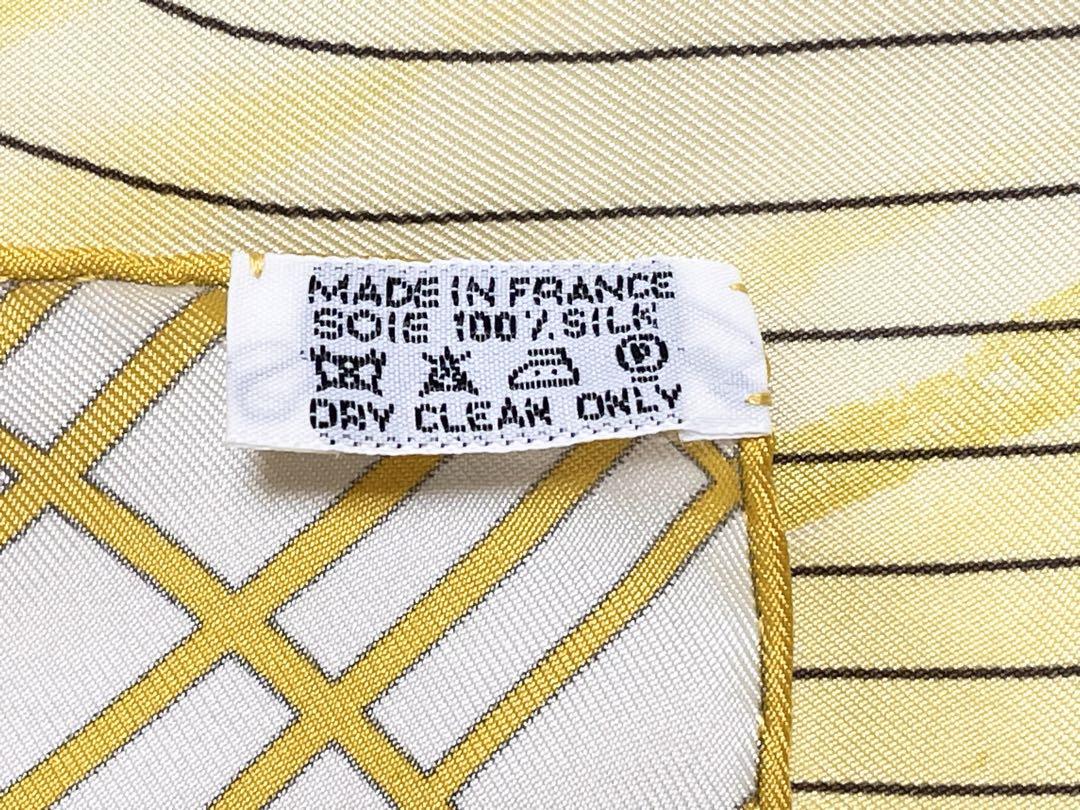 MADE IN FRANCE
SOIE 100% SILK
DRY CLEAN ONLY